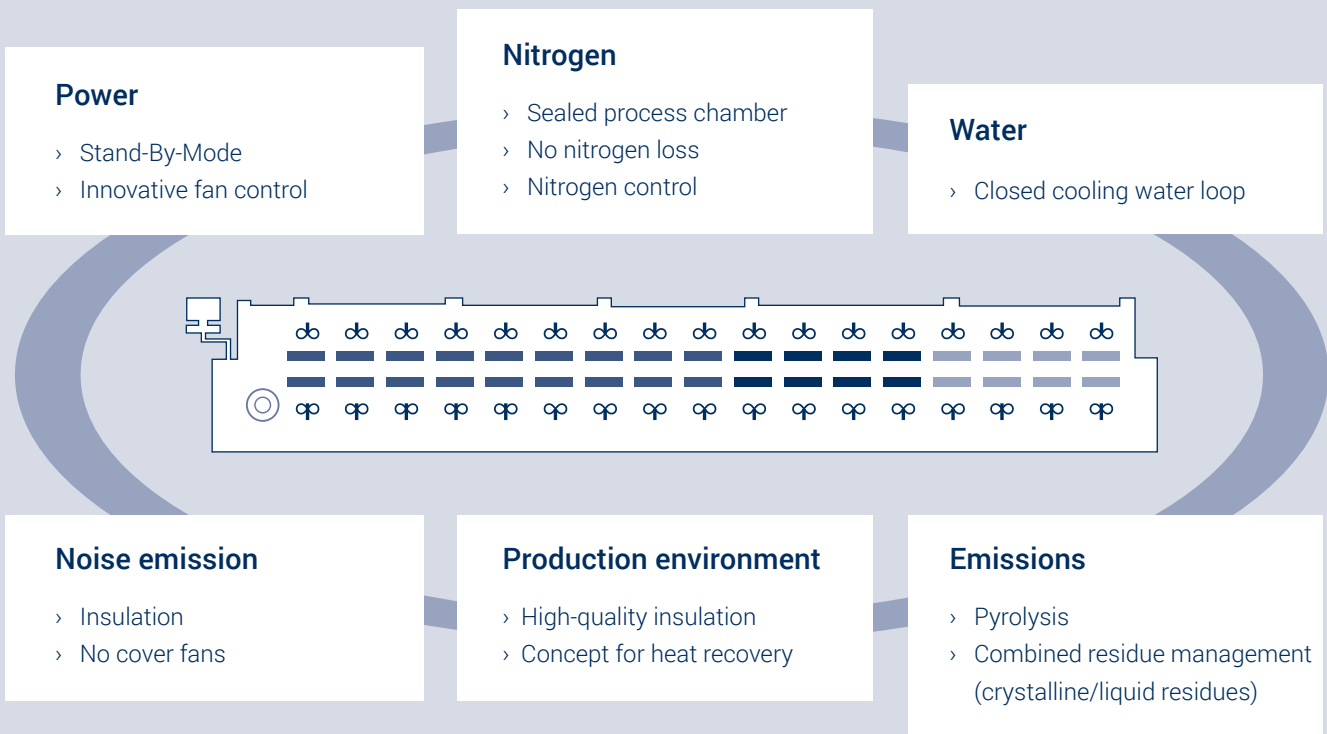 Power
› Stand-By-Mode
› Innovative fan control
Nitrogen
› Sealed process chamber
› No nitrogen loss
› Nitrogen control
Water
› Closed cooling water loop
Noise emission
› Insulation
› No cover fans
Production environment
› High-quality insulation
› Concept for heat recovery
Emissions
› Pyrolysis
› Combined residue management
(crystalline/liquid residues)